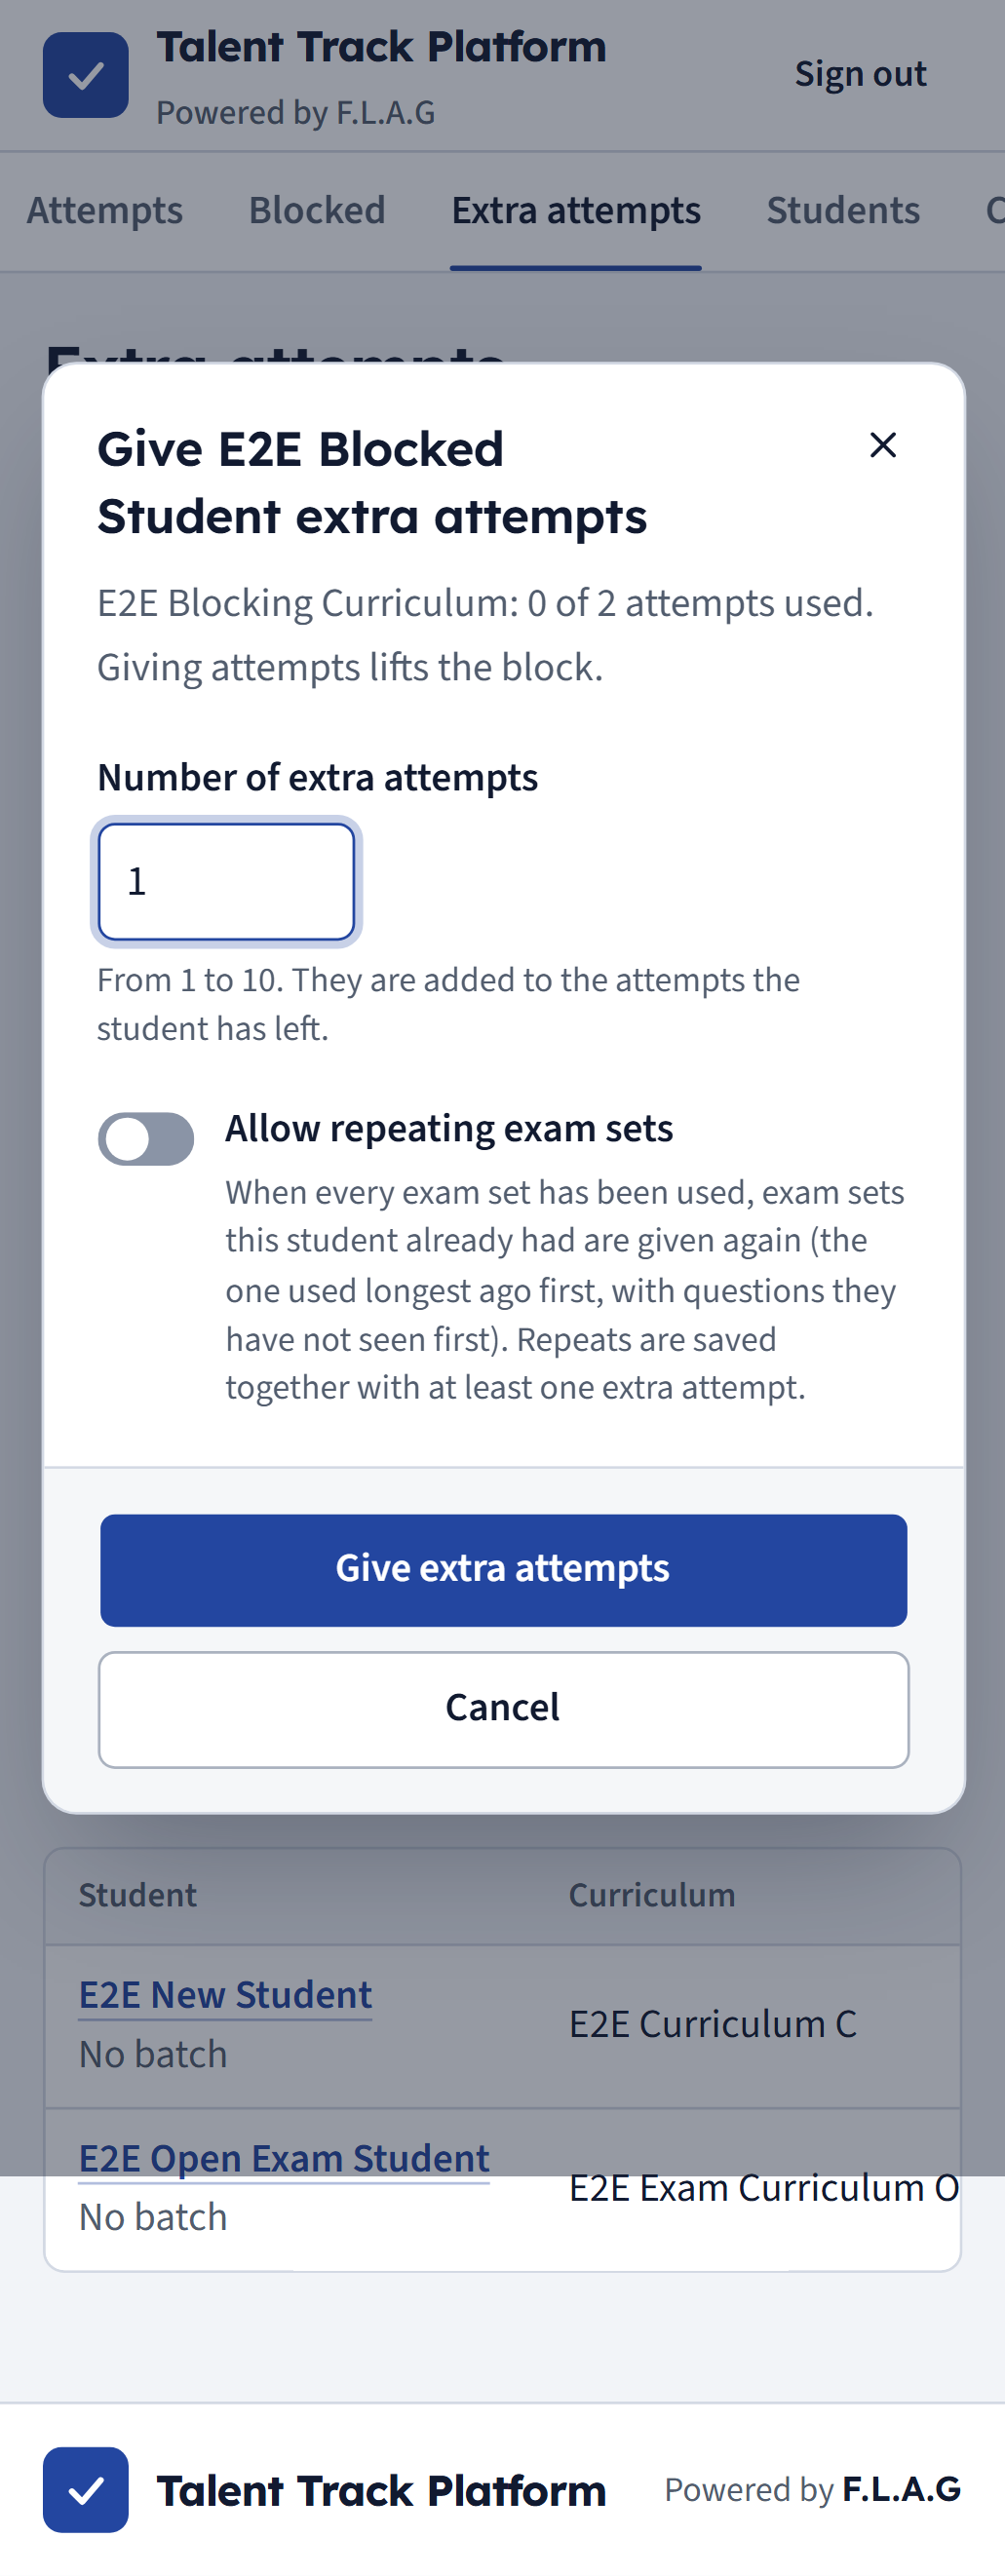 Talent Track Platform
Powered by F.L.A.G
Sign out
Attempts Blocked Extra attempts Students
Extra attempts
Give E2E Blocked
Student extra attempts
E2E Blocking Curriculum: 0 of 2 attempts used.
Giving attempts lifts the block.
Number of extra attempts
1
From 1 to 10. They are added to the attempts the
student has left.
Allow repeating exam sets
When every exam set has been used, exam sets
this student already had are given again (the
one used longest ago first, with questions they
have not seen first). Repeats are saved
together with at least one extra attempt.
Give extra attempts
Cancel
Student Curriculum
E2E New Student
No batch
E2E Curriculum C
E2E Open Exam Student
No batch
E2E Exam Curriculum O
Talent Track Platform
Powered by F.L.A.G